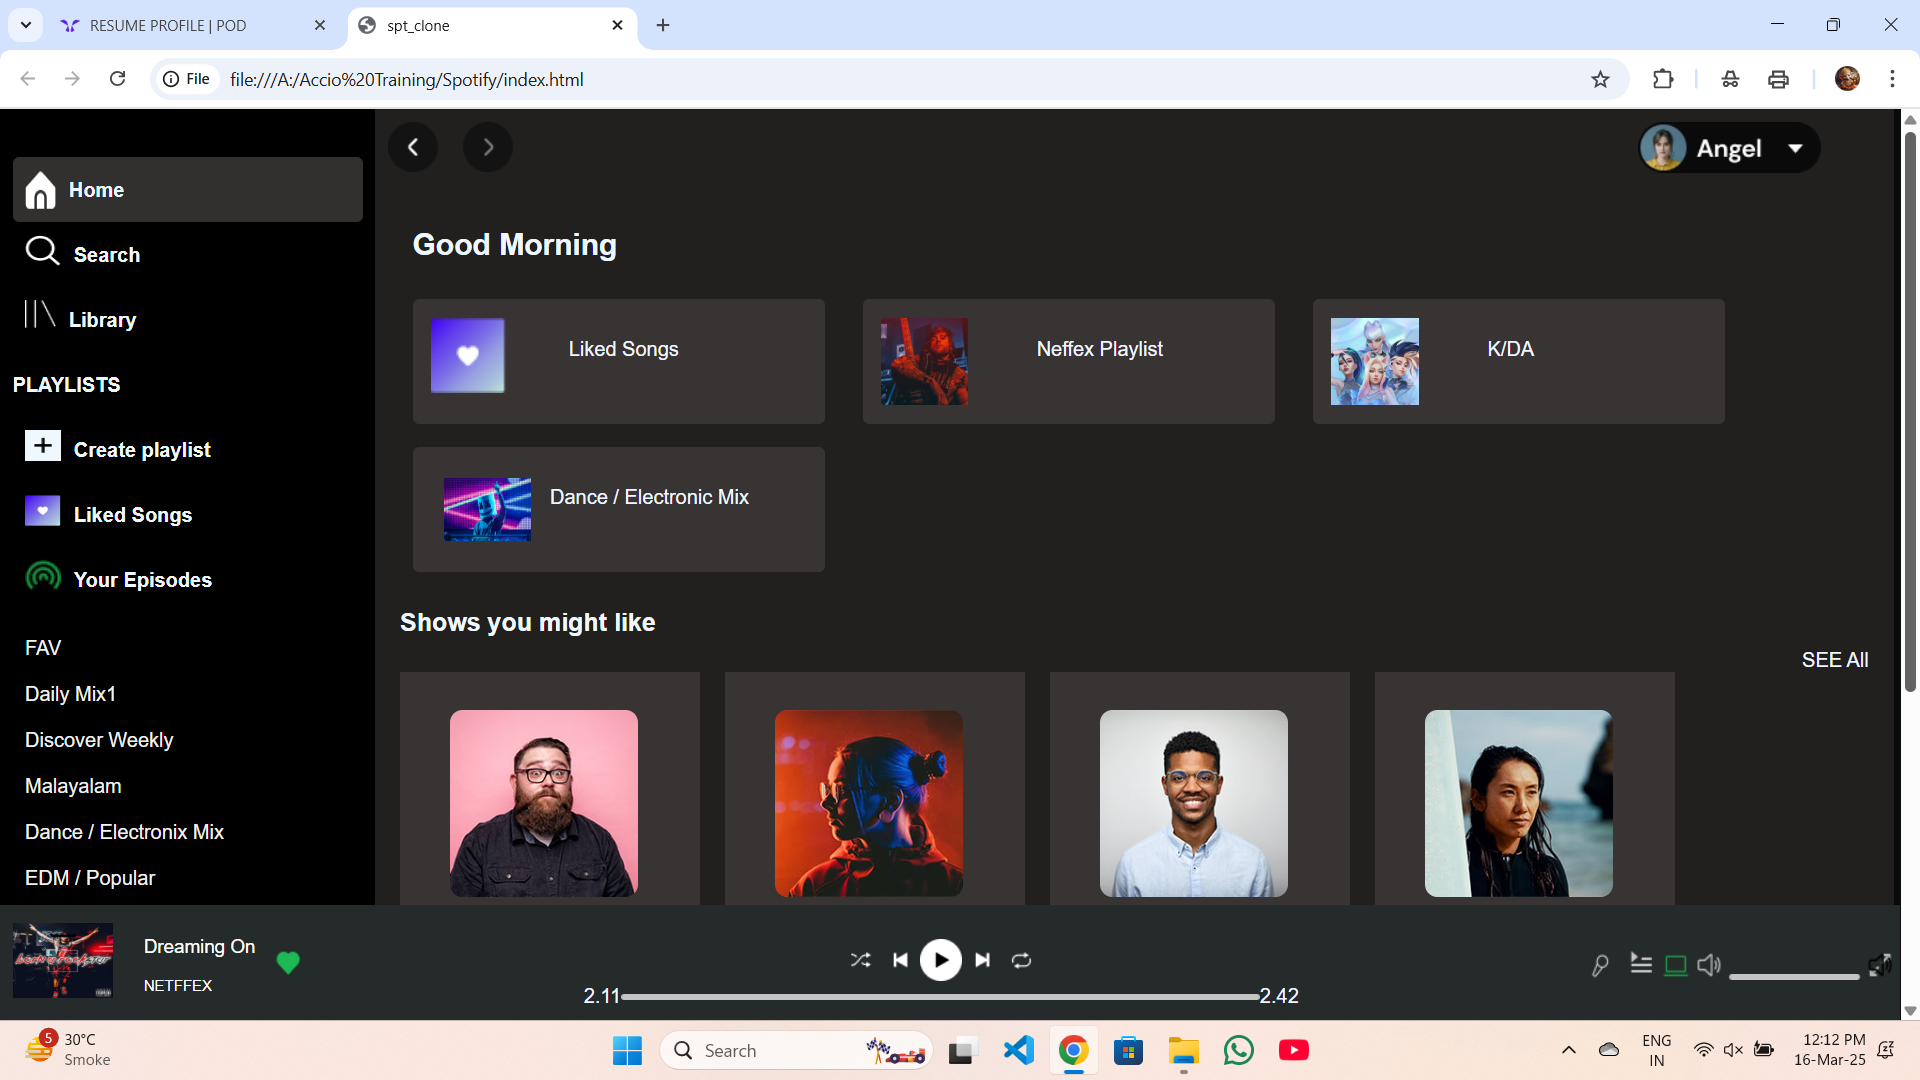 RESUME PROFILE | POD
spt_clone
File
file:///A:/Accio%20Training/Spotify/index.html
Home
Search
Library
PLAYLISTS
Create playlist
Liked Songs
Your Episodes
FAV
Daily Mix1
Discover Weekly
Malayalam
Dance / Electronix Mix
EDM / Popular
Angel
Good Morning
Liked Songs
Neffex Playlist
K/DA
Dance / Electronic Mix
Shows you might like
SEE All
Dreaming On
NETFFEX
2.11
2.42
5
30°C
Smoke
Search
ENG
IN
12:12 PM
16-Mar-25